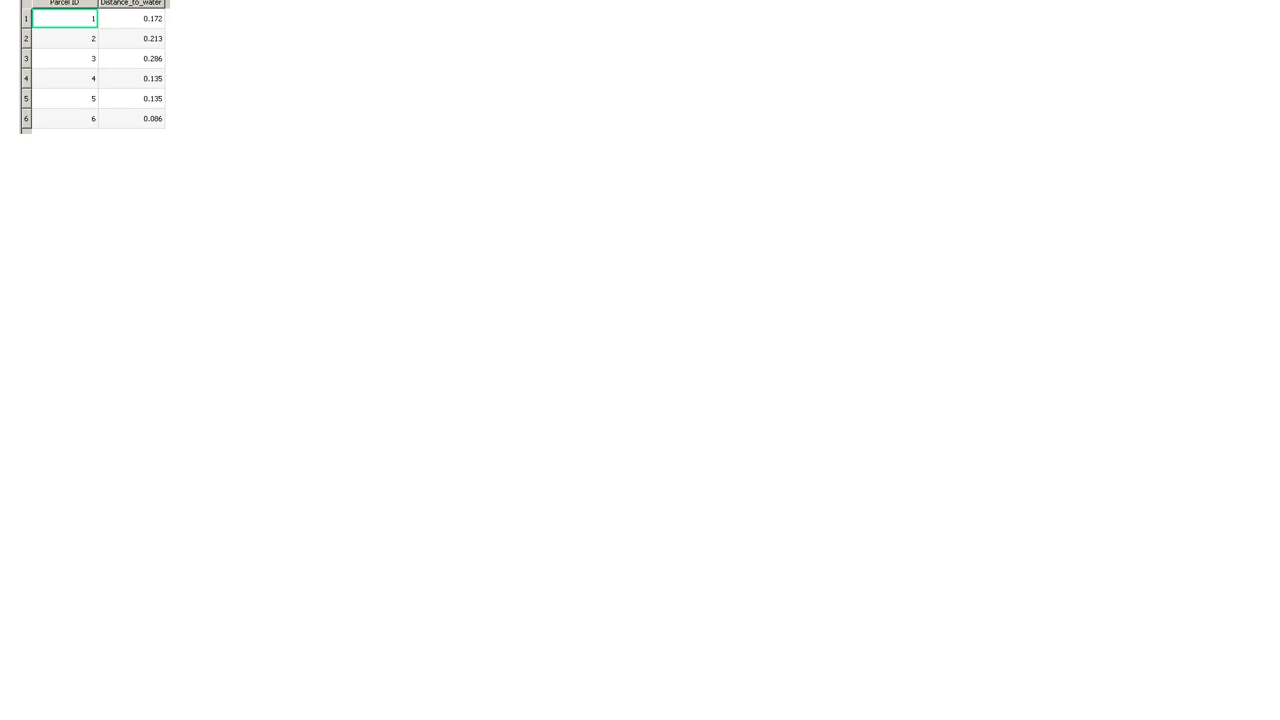 Parcel ID Distance_to_water
1 1 0.172
2 2 0.213
3 3 0.286
4 4 0.135
5 5 0.135
6 6 0.086